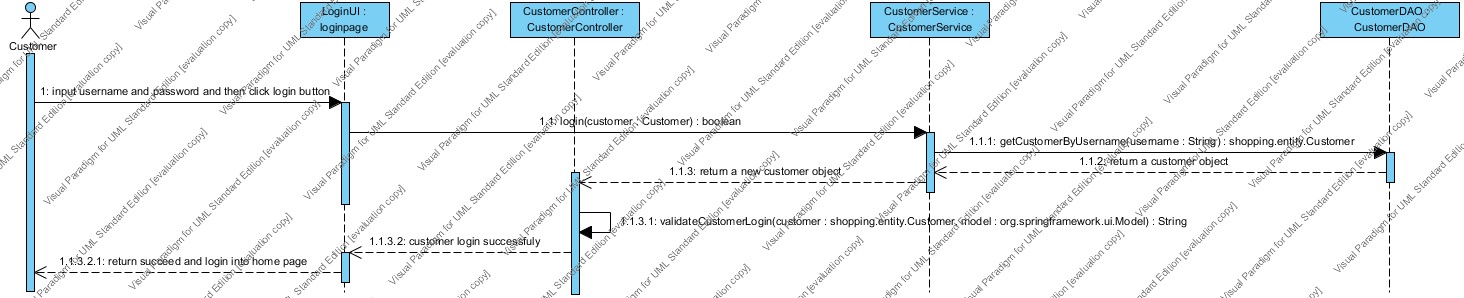 LoginUI :
loginpage
CustomerController :
CustomerController
CustomerService :
CustomerService
CustomerDAO :
CustomerDAO
Customer
1: input username and password and then click login button
1.1: login(customer : Customer) : boolean
1.1.1: getCustomerByUsername(username : String) : shopping.entity.Customer
1.1.2: return a customer object
1.1.3: return a new customer object
1.1.3.1: validateCustomerLogin(customer : shopping.entity.Customer, model : org.springframework.ui.Model) : String
1.1.3.2: customer login successfuly
1.1.3.2.1: return succeed and login into home page
Visual Paradigm for UML Standard Edition [evaluation copy]